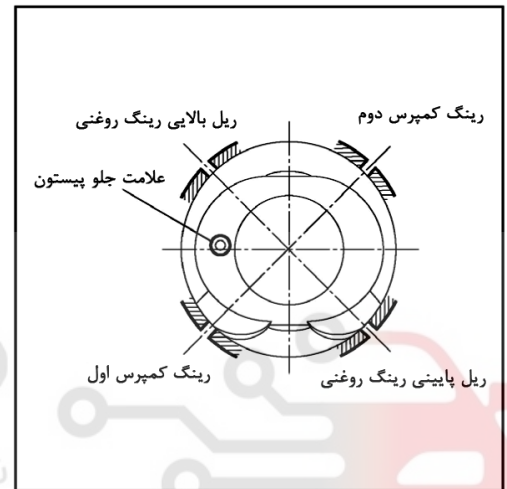 رینگ کمپرس دوم
ریل بالایی رینگ روغنی
علامت جلو پیستون
رینگ کمپرس اول
ریل پایینی رینگ روغنی